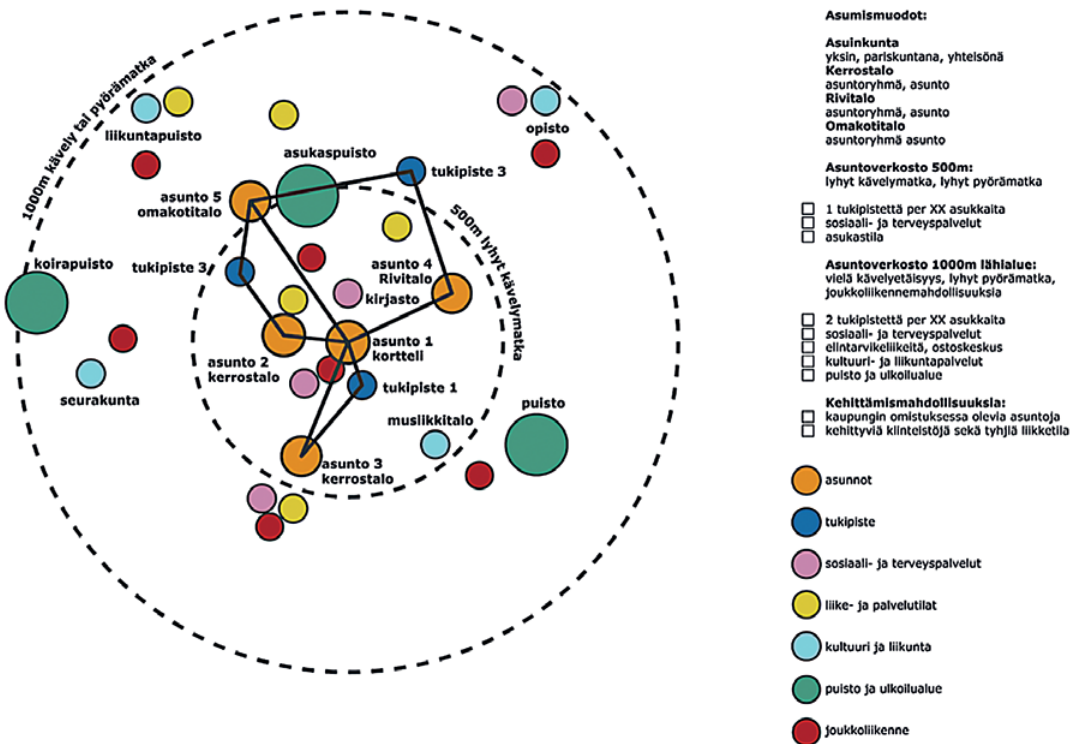 1000m kävely tai pyörämatka
liikuntapuisto
opisto
asukaspuisto
tukipiste 3
asunto 5
omakotitalo
500m lyhyt kävelymatka
koirapuisto
tukipiste 3
asunto 4
Rivitalo
kirjasto
asunto 1
kortteli
asunto 2
kerrostalo
tukipiste 1
seurakunta
puisto
musiikkitalo
asunto 3
kerrostalo
Asumismuodot:
Asuinkunta
yksin, pariskuntana, yhteisönä
Kerrostalo
asuntoryhmä, asunto
Rivitalo
asuntoryhmä, asunto
Omakotitalo
asuntoryhmä asunto
Asuntoverkosto 500m:
lyhyt kävelymatka, lyhyt pyörämatka
1 tukipistettä per XX asukkaita
sosiaali- ja terveyspalvelut
asukastila
Asuntoverkosto 1000m lähialue:
vielä kävelyetäisyys, lyhyt pyörämatka,
joukkoliikennemahdollisuuksia
2 tukipistettä per XX asukkaita
sosiaali- ja terveyspalvelut
elintarvikeliikeitä, ostoskeskus
kultuuri- ja liikuntapalvelut
puisto ja ulkoilualue
Kehittämismahdollisuuksia:
kaupungin omistuksessa olevia asuntoja
kehittyviä kiinteistöjä sekä tyhjiä liikketila
asunnot
tukipiste
sosiaali- ja terveyspalvelut
liike- ja palvelutilat
kultuuri ja liikunta
puisto ja ulkoilualue
joukkoliikenne